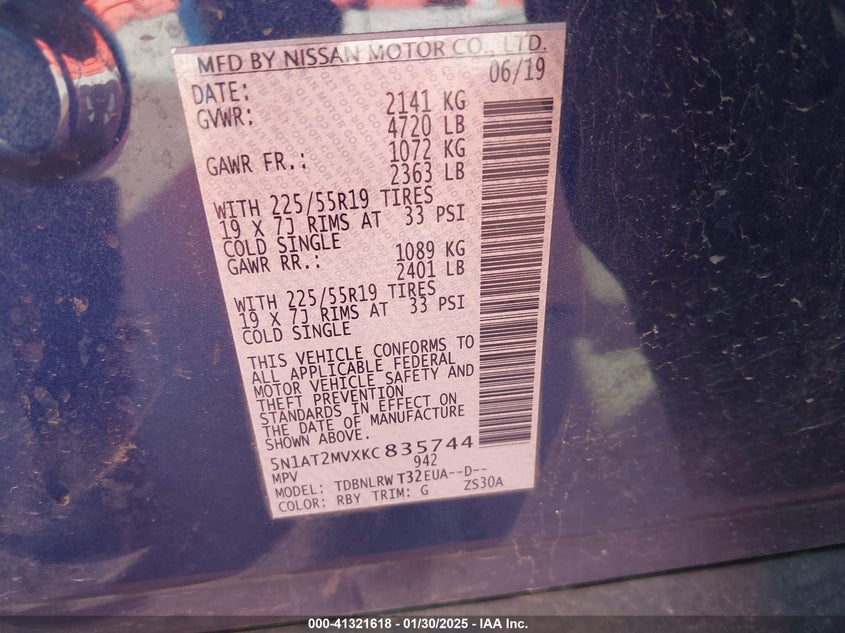 MFD BY NISSAN MOTOR CO., LTD.
DATE: 06/19
GVWR: 2141 KG
4720 LB
GAWR FR.: 1072 KG
2363 LB
WITH 225/55R19 TIRES
19 X 7J RIMS AT 33 PSI
COLD SINGLE
GAWR RR.: 1089 KG
2401 LB
WITH 225/55R19 TIRES
19 X 7J RIMS AT 33 PSI
COLD SINGLE
THIS VEHICLE CONFORMS TO
ALL APPLICABLE FEDERAL
MOTOR VEHICLE SAFETY AND
THEFT PREVENTION
STANDARDS IN EFFECT ON
THE DATE OF MANUFACTURE
SHOWN ABOVE.
5N1AT2MVXKC 835744
MPV 942
MODEL: TDBNLRW T32EUA--D--
COLOR: RBY TRIM: G ZS30A
000-41321618 - 01/30/2025 - IAA Inc.